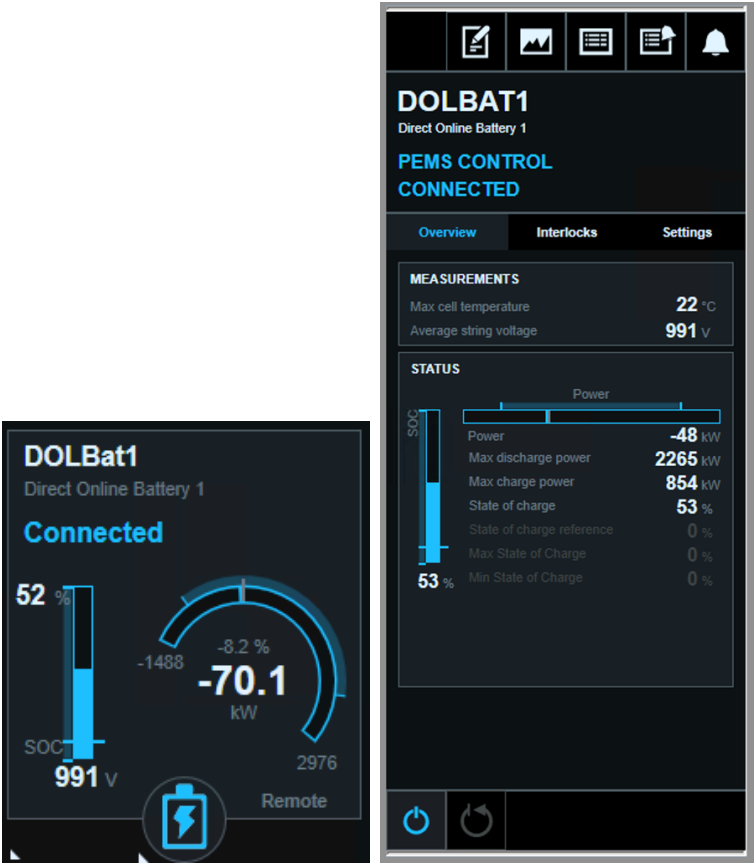 DOLBat1
Direct Online Battery 1
Connected
52 %
-8.2 %
-1488
-70.1
kW
SOC
2976
991 V
Remote
DOLBAT1
Direct Online Battery 1
PEMS CONTROL
CONNECTED
Overview Interlocks Settings
MEASUREMENTS
Max cell temperature 22 °C
Average string voltage 991 V
STATUS
Power
SOC
Power -48 kW
Max discharge power 2265 kW
Max charge power 854 kW
State of charge 53 %
State of charge reference 0 %
Max State of Charge 0 %
53 % Min State of Charge 0 %